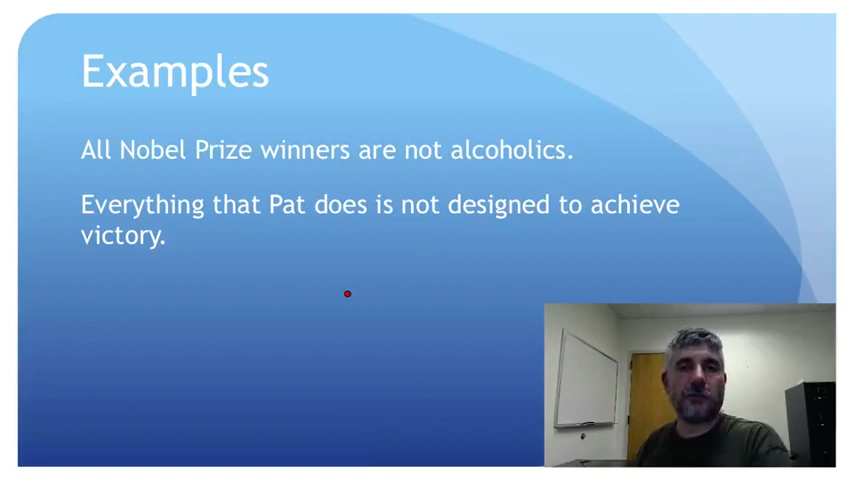 Examples
All Nobel Prize winners are not alcoholics.
Everything that Pat does is not designed to achieve
victory.